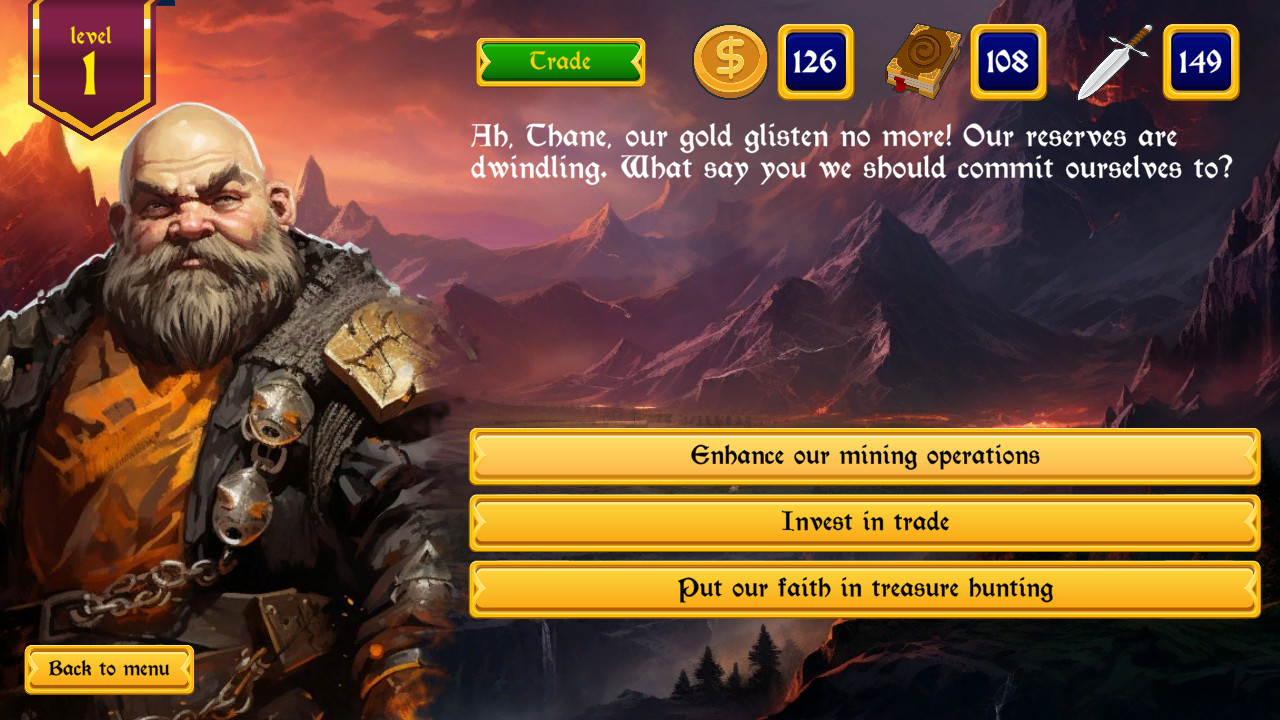 level
1
Trade
$
126
108
149
Ah, Thane, our gold glisten no more! Our reserves are
dwindling. What say you we should commit ourselves to?
Enhance our mining operations
Invest in trade
Put our faith in treasure hunting
Back to menu